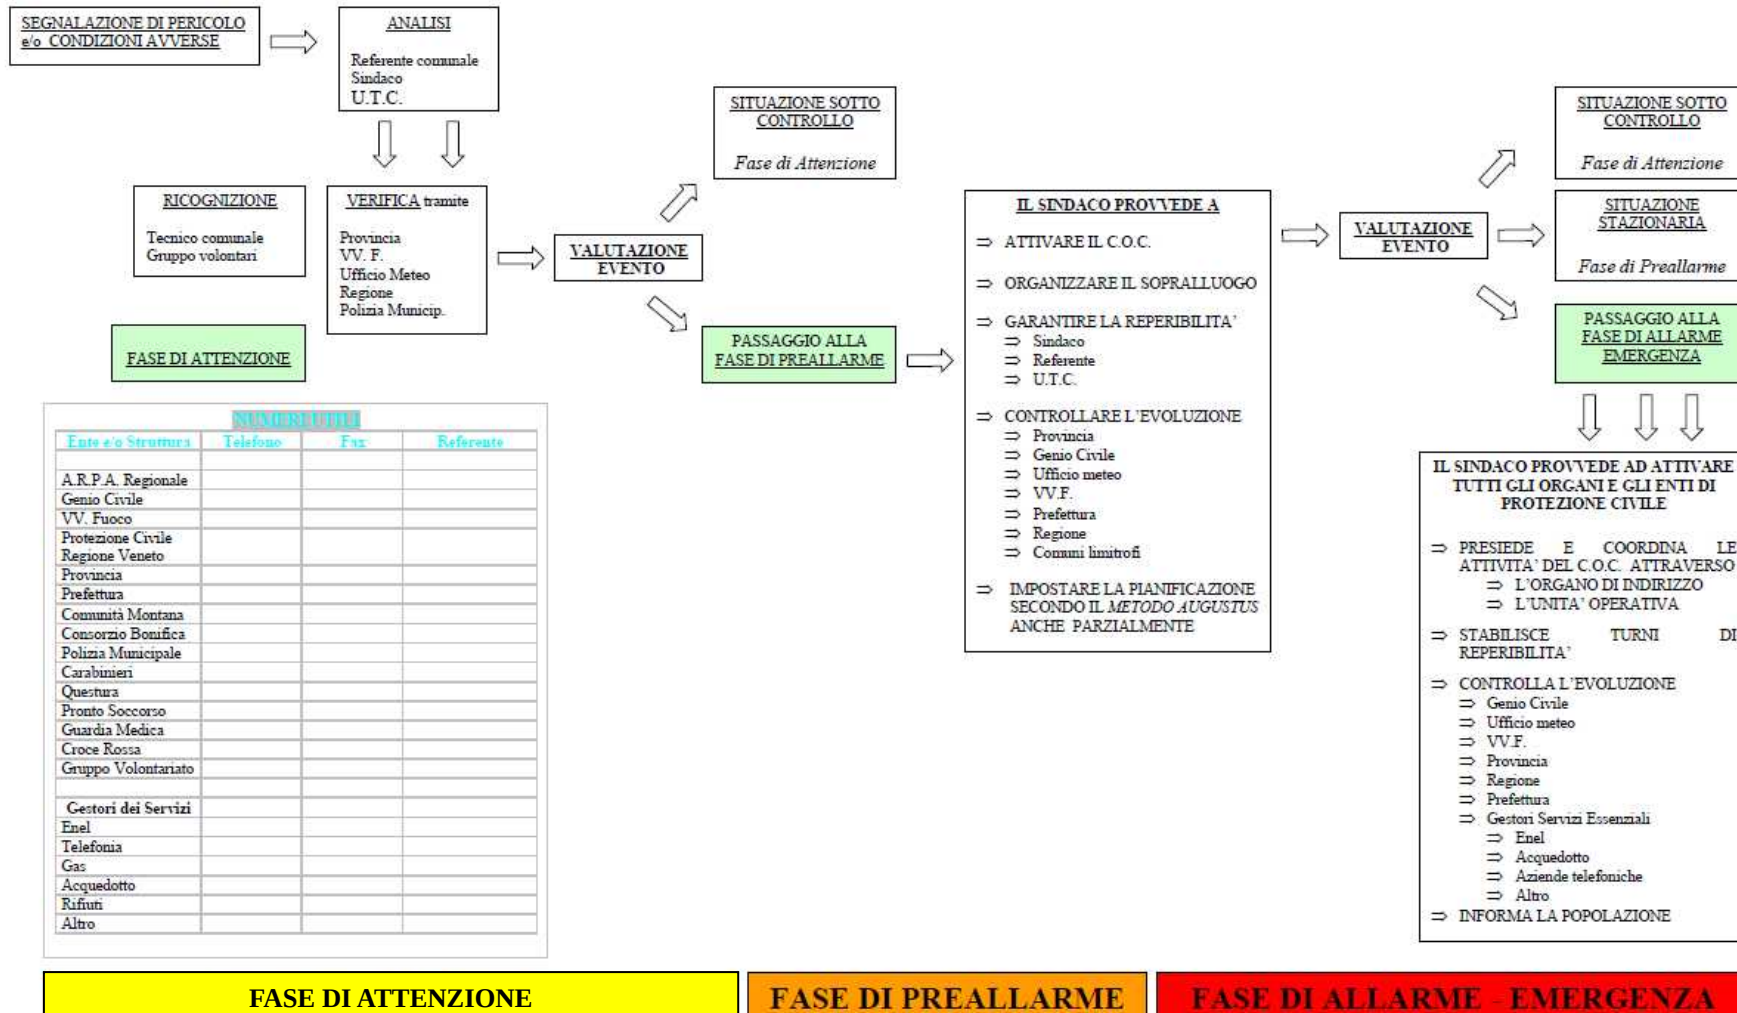 SEGNALAZIONE DI PERICOLO
e/o CONDIZIONI AVVERSE
ANALISI
Referente comunale
Sindaco
U.T.C.
RICOGNIZIONE
Tecnico comunale
Gruppo volontari
VERIFICA tramite
Provincia
VV. F.
Ufficio Meteo
Regione
Polizia Municip.
FASE DI ATTENZIONE
VALUTAZIONE
EVENTO
SITUAZIONE SOTTO
CONTROLLO
Fase di Attenzione
PASSAGGIO ALLA
FASE DI PREALLARME
IL SINDACO PROVVEDE A
⇒ ATTIVARE IL C.O.C.
⇒ ORGANIZZARE IL SOPRALLUOGO
⇒ GARANTIRE LA REPERIBILITA'
⇒ Sindaco
⇒ Referente
⇒ U.T.C.
⇒ CONTROLLARE L'EVOLUZIONE
⇒ Provincia
⇒ Genio Civile
⇒ Ufficio meteo
⇒ VV.F.
⇒ Prefettura
⇒ Regione
⇒ Comuni limitrofi
⇒ IMPOSTARE LA PIANIFICAZIONE
SECONDO IL METODO AUGUSTUS
ANCHE PARZIALMENTE
VALUTAZIONE
EVENTO
SITUAZIONE SOTTO
CONTROLLO
Fase di Attenzione
SITUAZIONE
STAZIONARIA
Fase di Preallarme
PASSAGGIO ALLA
FASE DI ALLARME
EMERGENZA
IL SINDACO PROVVEDE AD ATTIVARE
TUTTI GLI ORGANI E GLI ENTI DI
PROTEZIONE CIVILE
⇒ PRESIEDE E COORDINA LE
ATTIVITA' DEL C.O.C. ATTRAVERSO
⇒ L'ORGANO DI INDIRIZZO
⇒ L'UNITA' OPERATIVA
⇒ STABILISCE TURNI DI
REPERIBILITA'
⇒ CONTROLLA L'EVOLUZIONE
⇒ Genio Civile
⇒ Ufficio meteo
⇒ VV.F.
⇒ Provincia
⇒ Regione
⇒ Prefettura
⇒ Gestori Servizi Essenziali
⇒ Enel
⇒ Acquedotto
⇒ Aziende telefoniche
⇒ Altro
⇒ INFORMA LA POPOLAZIONE
NUMERI UTILI
Ente e/o Struttura Telefono Fax Referente
A.R.P.A. Regionale
Genio Civile
VV. Fuoco
Protezione Civile
Regione Veneto
Provincia
Prefettura
Comunità Montana
Consorzio Bonifica
Polizia Municipale
Carabinieri
Questura
Pronto Soccorso
Guardia Medica
Croce Rossa
Gruppo Volontariato
Gestori dei Servizi
Enel
Telefonia
Gas
Acquedotto
Rifiuti
Altro
FASE DI ATTENZIONE
FASE DI PREALLARME
FASE DI ALLARME - EMERGENZA